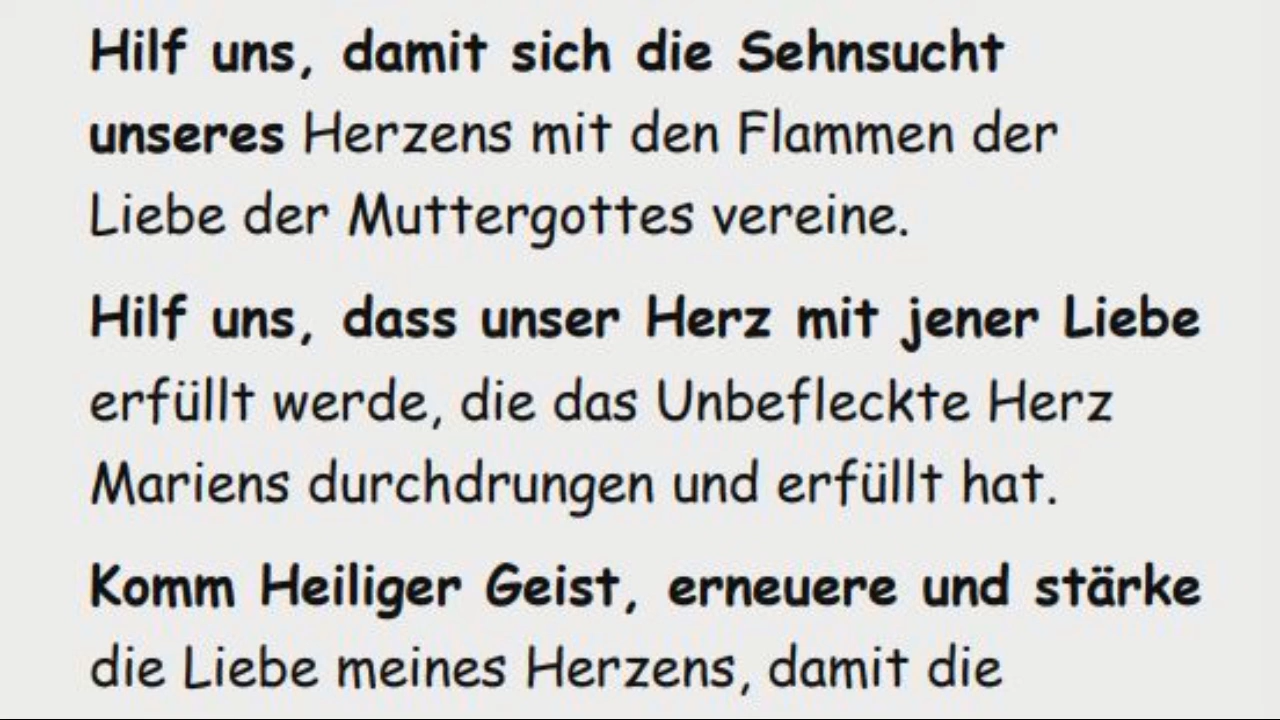 Hilf uns, damit sich die Sehnsucht
unseres Herzens mit den Flammen der
Liebe der Muttergottes vereine.
Hilf uns, dass unser Herz mit jener Liebe
erfüllt werde, die das Unbefleckte Herz
Mariens durchdrungen und erfüllt hat.
Komm Heiliger Geist, erneuere und stärke
die Liebe meines Herzens, damit die